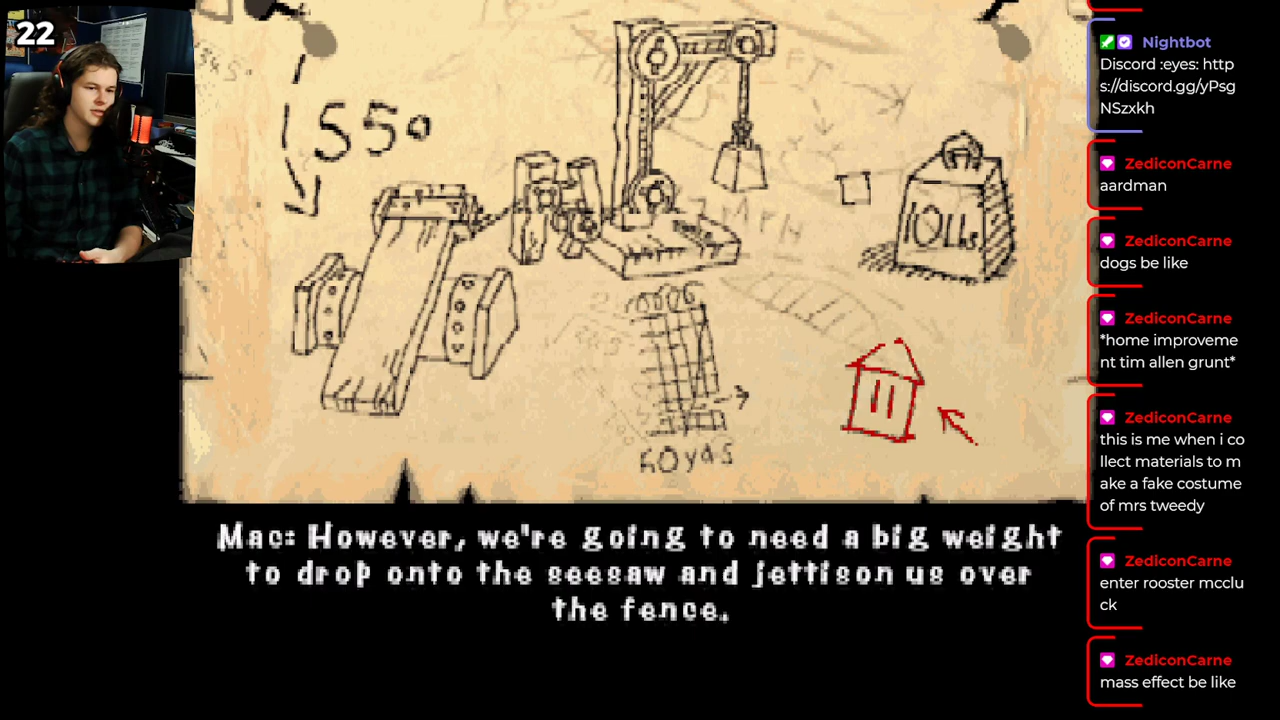 22
55°
10LLs
60yds
Mac: However, we're going to need a big weight
to drop onto the seesaw and jettison us over
the fence.
Nightbot
Discord :eyes: http
s://discord.gg/yPsg
NSzxkh
ZediconCarne
aardman
ZediconCarne
dogs be like
ZediconCarne
*home improveme
nt tim allen grunt*
ZediconCarne
this is me when i co
llect materials to m
ake a fake costume
of mrs tweedy
ZediconCarne
enter rooster mcclu
ck
ZediconCarne
mass effect be like